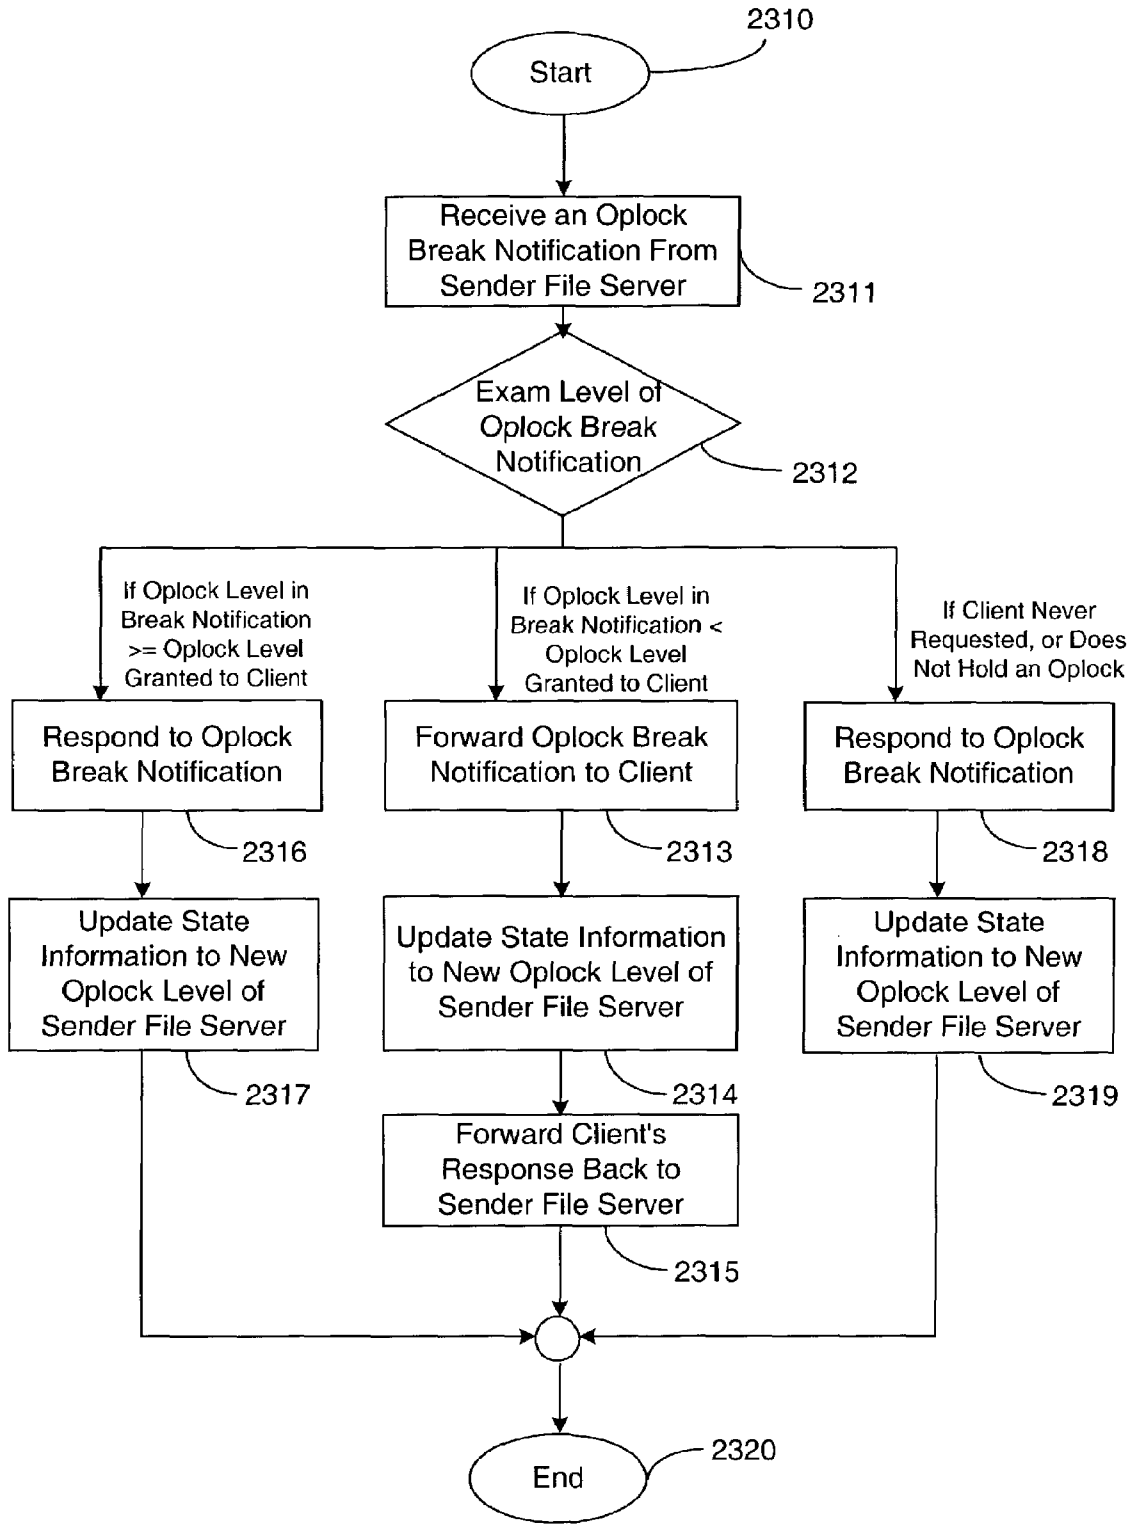 2310
Start
Receive an Oplock
Break Notification From
Sender File Server
2311
Exam Level of
Oplock Break
Notification
2312
If Oplock Level in
Break Notification
>= Oplock Level
Granted to Client
If Oplock Level in
Break Notification <
Oplock Level
Granted to Client
If Client Never
Requested, or Does
Not Hold an Oplock
Respond to Oplock
Break Notification
2316
Forward Oplock Break
Notification to Client
2313
Respond to Oplock
Break Notification
2318
Update State
Information to New
Oplock Level of
Sender File Server
2317
Update State Information
to New Oplock Level of
Sender File Server
2314
Update State
Information to New
Oplock Level of
Sender File Server
2319
Forward Client's
Response Back to
Sender File Server
2315
End
2320